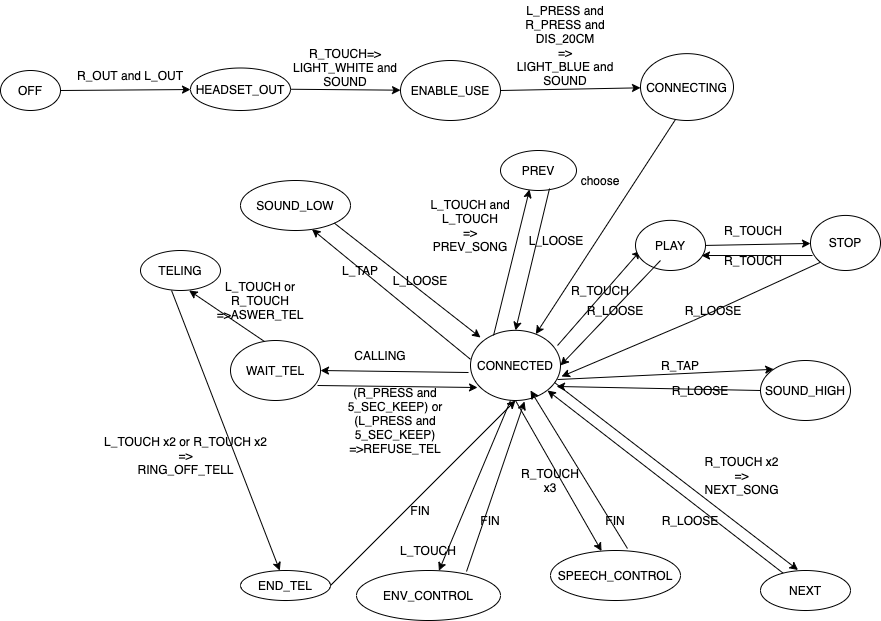 L_PRESS and
R_PRESS and
DIS_20CM
=>
LIGHT_BLUE and
SOUND
R_TOUCH=>
LIGHT_WHITE and
SOUND
R_OUT and L_OUT
OFF
HEADSET_OUT
ENABLE_USE
CONNECTING
PREV
choose
SOUND_LOW
L_TOUCH and
L_TOUCH
=>
PREV_SONG
L_LOOSE
PLAY
R_TOUCH
STOP
R_TOUCH
TELING
L_TAP
L_LOOSE
L_TOUCH or
R_TOUCH
=>ASWER_TEL
R_TOUCH
R_LOOSE
R_LOOSE
WAIT_TEL
CALLING
CONNECTED
R_TAP
R_LOOSE
SOUND_HIGH
(R_PRESS and
5_SEC_KEEP) or
(L_PRESS and
5_SEC_KEEP)
=>REFUSE_TEL
L_TOUCH x2 or R_TOUCH x2
=>
RING_OFF_TELL
R_TOUCH
x3
R_TOUCH x2
=>
NEXT_SONG
FIN
FIN
FIN
R_LOOSE
L_TOUCH
END_TEL
ENV_CONTROL
SPEECH_CONTROL
NEXT